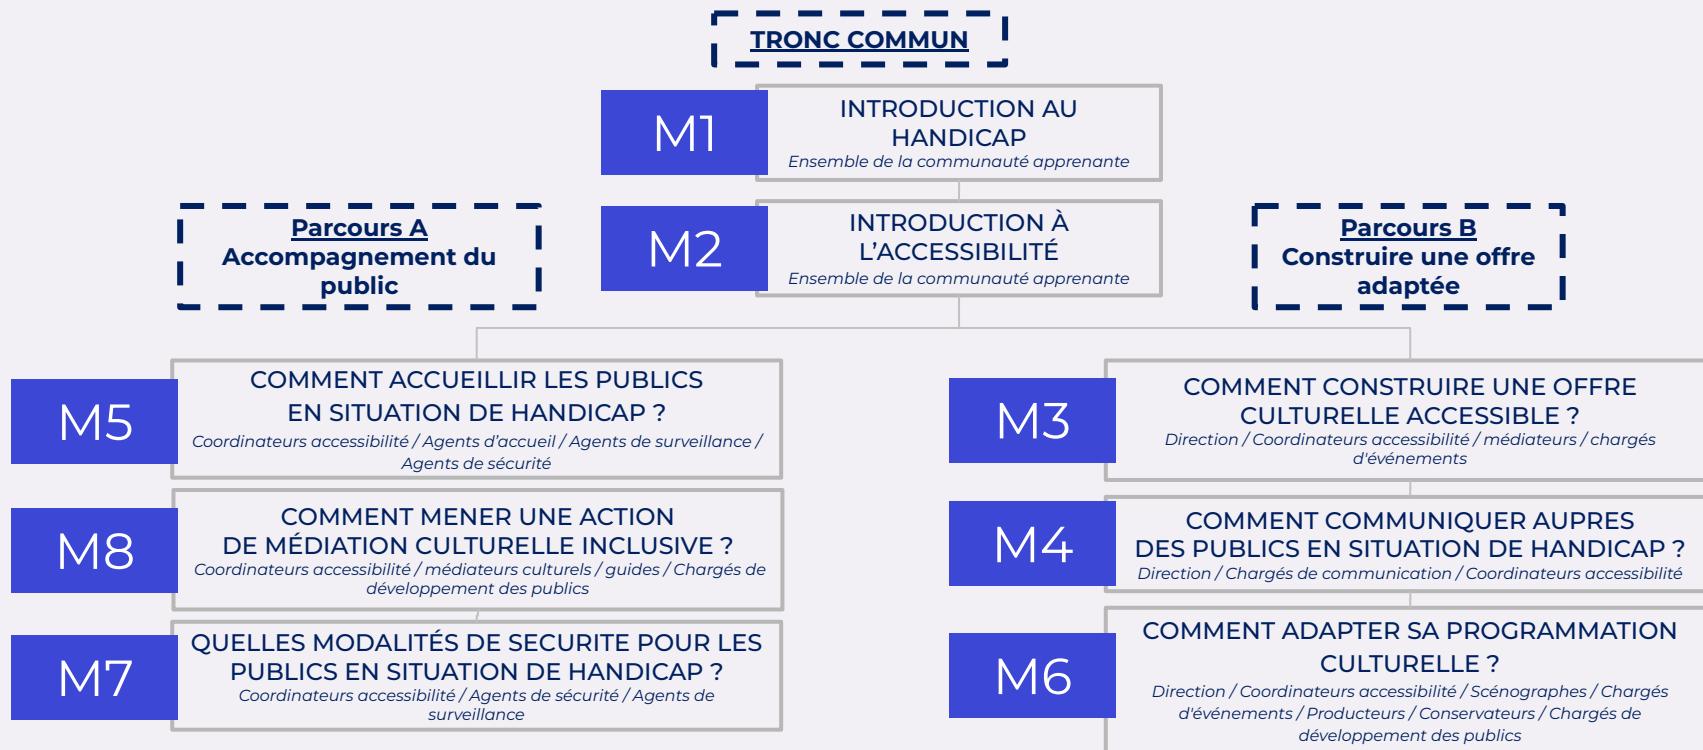 TRONC COMMUN
M1
INTRODUCTION AU
HANDICAP
Ensemble de la communauté apprenante
M2
INTRODUCTION À
L’ACCESSIBILITÉ
Ensemble de la communauté apprenante
Parcours A
Accompagnement du
public
Parcours B
Construire une offre
adaptée
M5
COMMENT ACCUEILLIR LES PUBLICS
EN SITUATION DE HANDICAP ?
Coordinateurs accessibilité / Agents d’accueil / Agents de surveillance /
Agents de sécurité
M8
COMMENT MENER UNE ACTION
DE MÉDIATION CULTURELLE INCLUSIVE ?
Coordinateurs accessibilité / médiateurs culturels / guides / Chargés de
développement des publics
M7
QUELLES MODALITÉS DE SECURITE POUR LES
PUBLICS EN SITUATION DE HANDICAP ?
Coordinateurs accessibilité / Agents de sécurité / Agents de
surveillance
M3
COMMENT CONSTRUIRE UNE OFFRE
CULTURELLE ACCESSIBLE ?
Direction / Coordinateurs accessibilité / médiateurs / chargés
d'événements
M4
COMMENT COMMUNIQUER AUPRES
DES PUBLICS EN SITUATION DE HANDICAP ?
Direction / Chargés de communication / Coordinateurs accessibilité
M6
COMMENT ADAPTER SA PROGRAMMATION
CULTURELLE ?
Direction / Coordinateurs accessibilité / Scénographes / Chargés
d'événements / Producteurs / Conservateurs / Chargés de
développement des publics